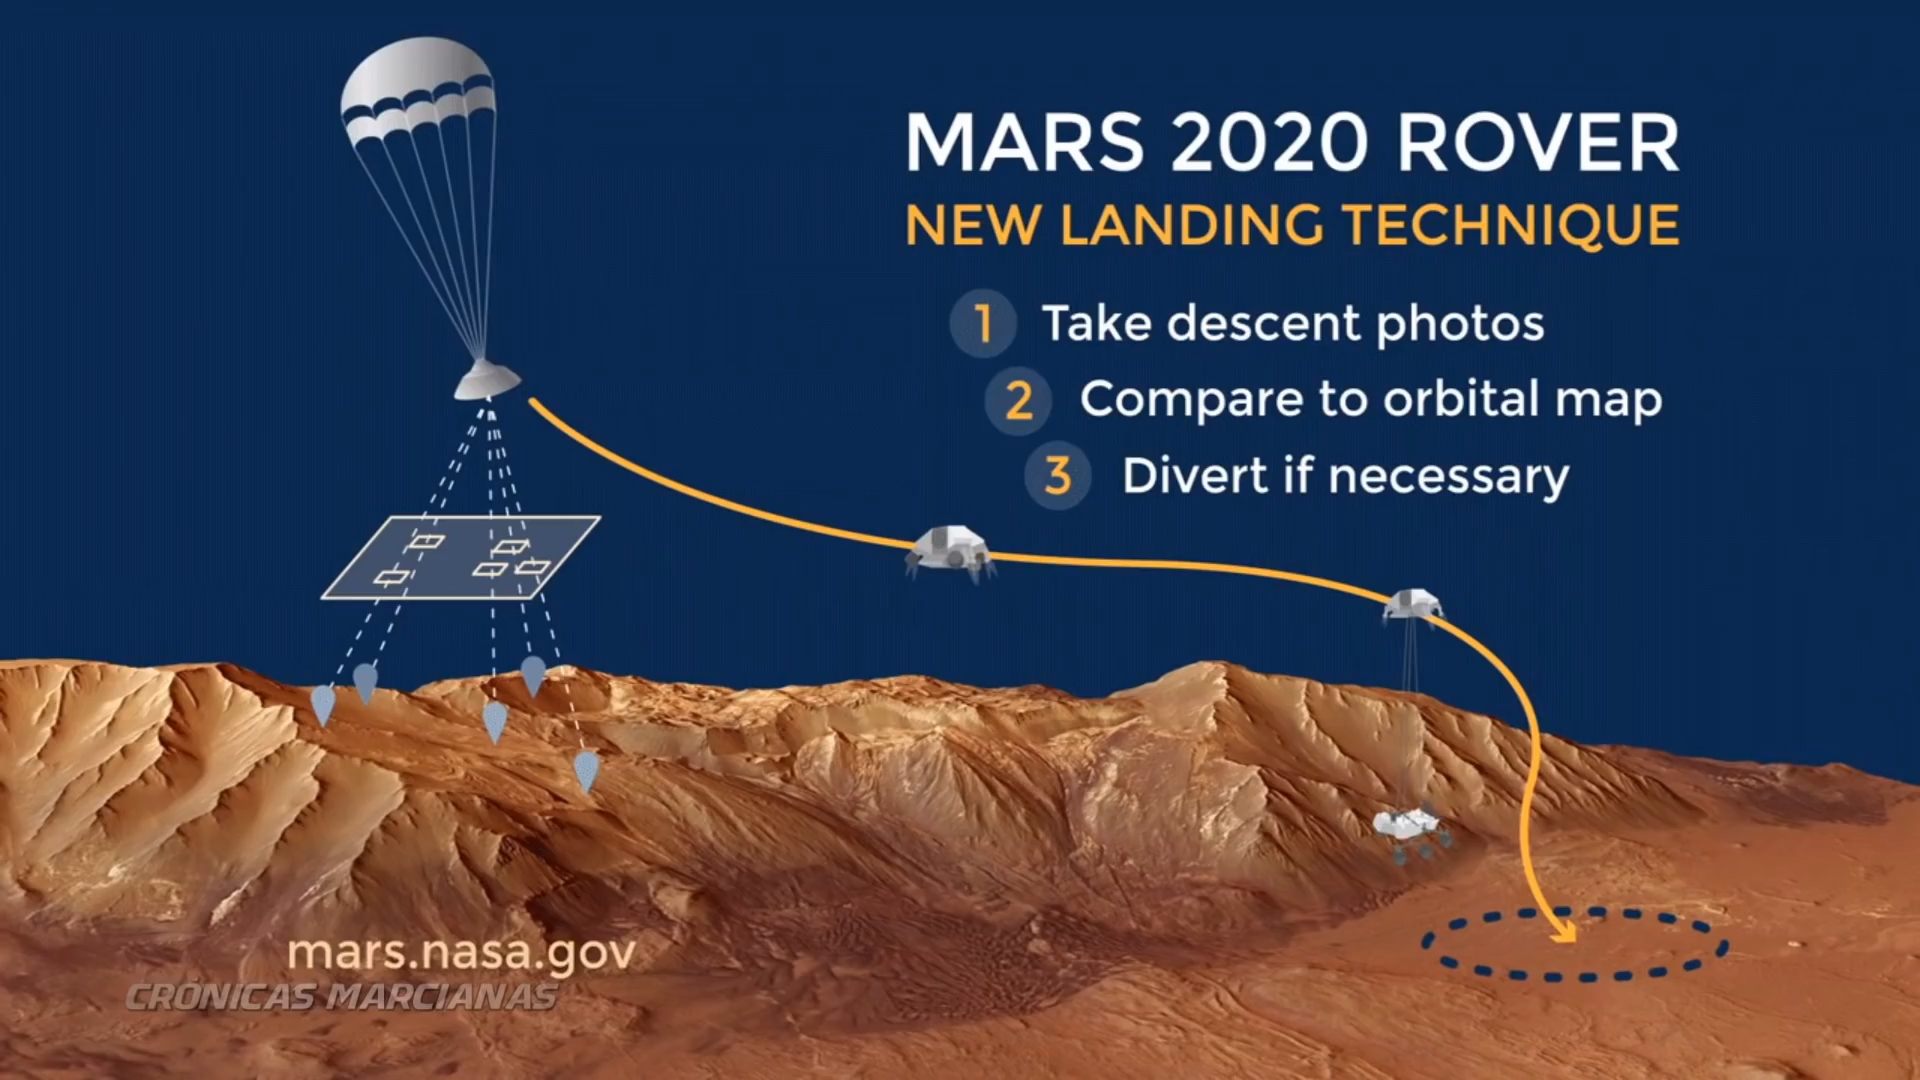 MARS 2020 ROVER
NEW LANDING TECHNIQUE
1 Take descent photos
2 Compare to orbital map
3 Divert if necessary
mars.nasa.gov
CRÓNICAS MARCIANAS